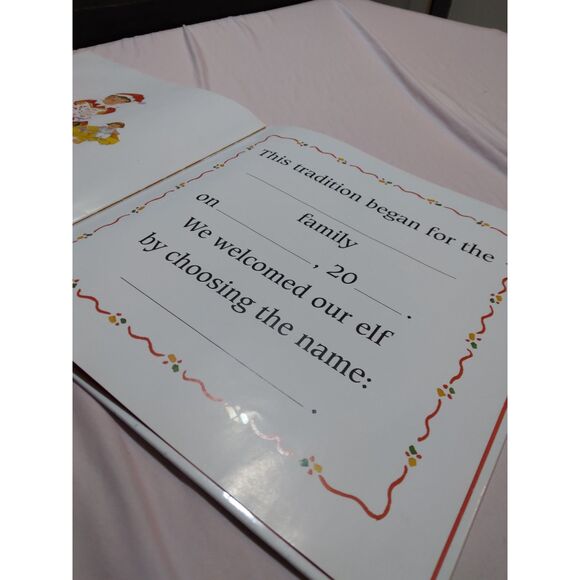 This tradition began for the
family
on , 20 .
We welcomed our elf
by choosing the name:
.